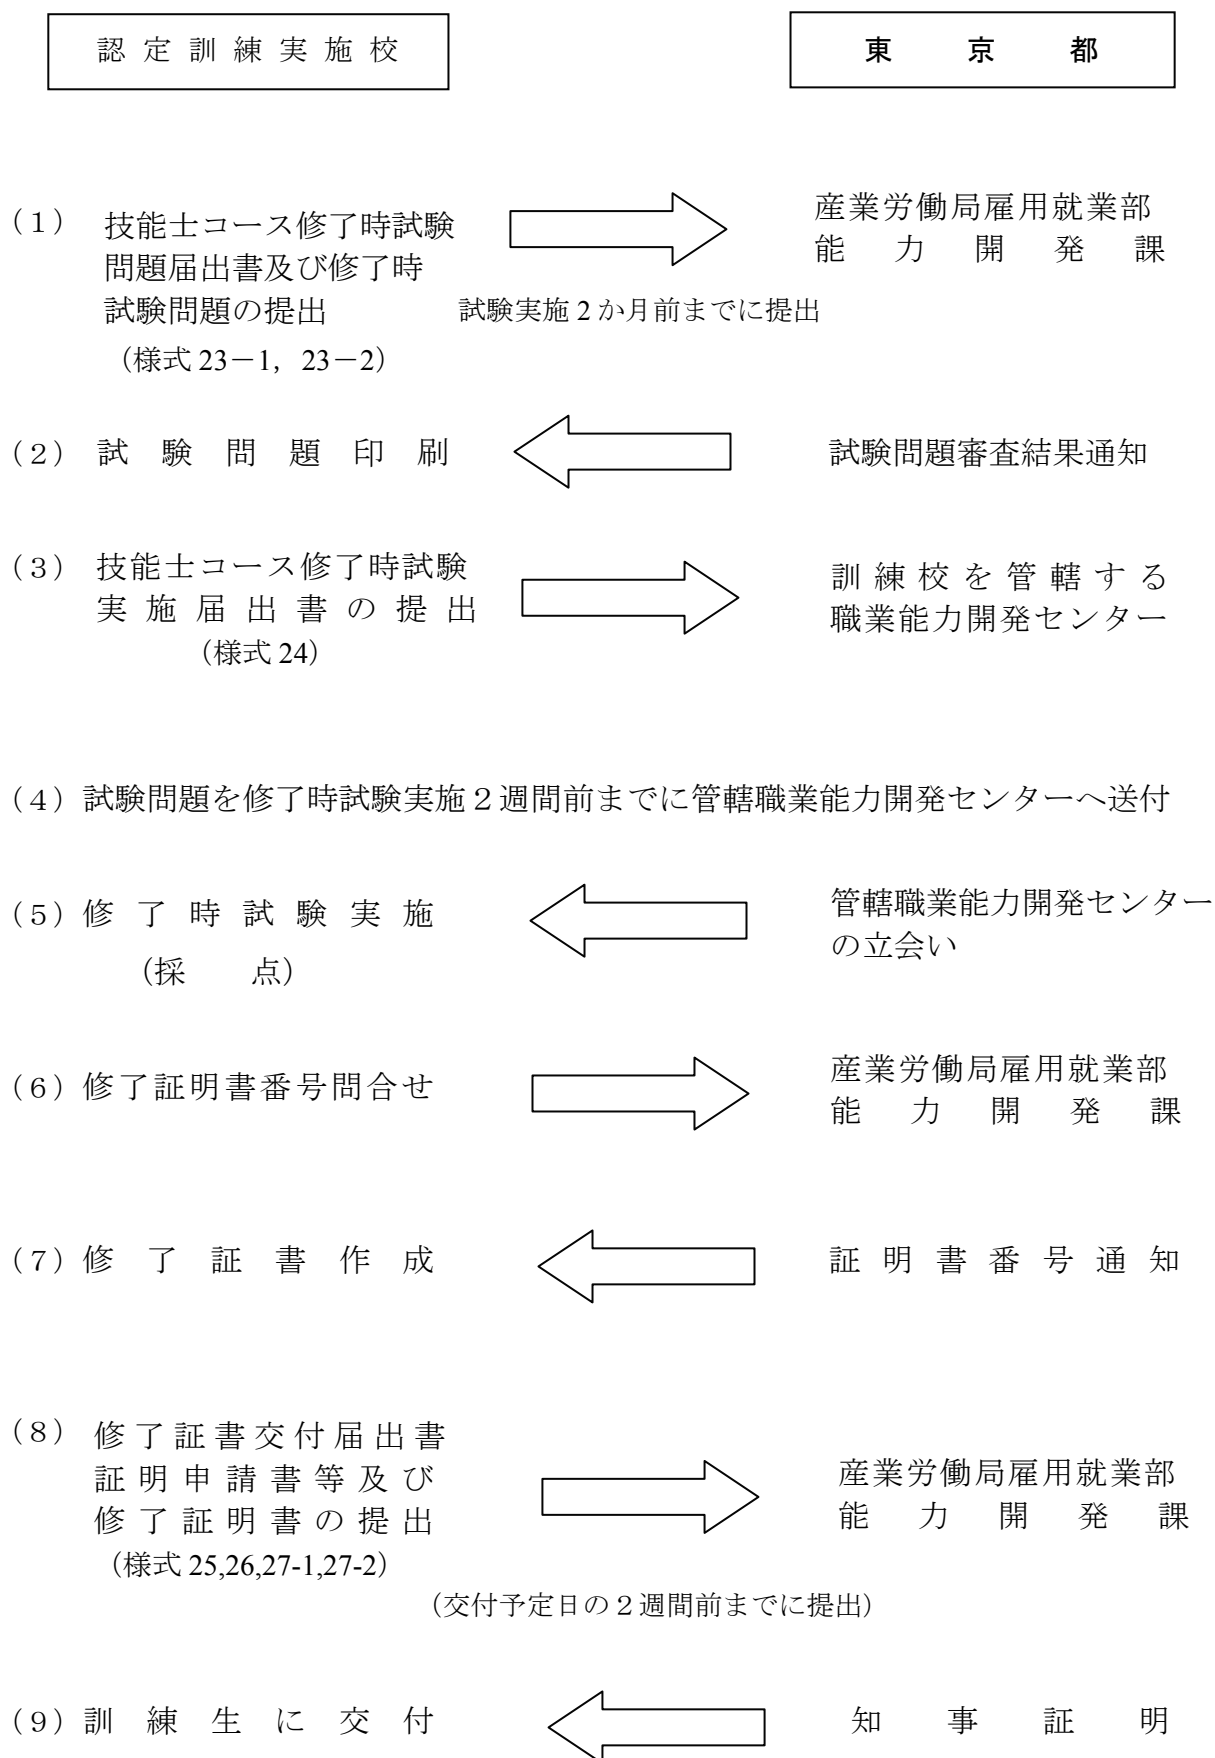 認定訓練実施校
東京都
(1) 技能士コース修了時試験
問題届出書及び修了時
試験問題の提出
（様式 23－1，23－2）
試験実施 2 か月前までに提出
産業労働局雇用就業部
能力開発課
(2) 試験問題印刷
試験問題審査結果通知
(3) 技能士コース修了時試験
実施届出書の提出
（様式 24）
訓練校を管轄する
職業能力開発センター
(4) 試験問題を修了時試験実施２週間前までに管轄職業能力開発センターへ送付
(5) 修了時試験実施
（採　点）
管轄職業能力開発センター
の立会い
(6) 修了証明書番号問合せ
産業労働局雇用就業部
能力開発課
(7) 修了証書作成
証明書番号通知
(8) 修了証書交付届出書
証明申請書等及び
修了証明書の提出
（様式 25,26,27-1,27-2）
産業労働局雇用就業部
能力開発課
（交付予定日の２週間前までに提出）
(9) 訓練生に交付
知事証明